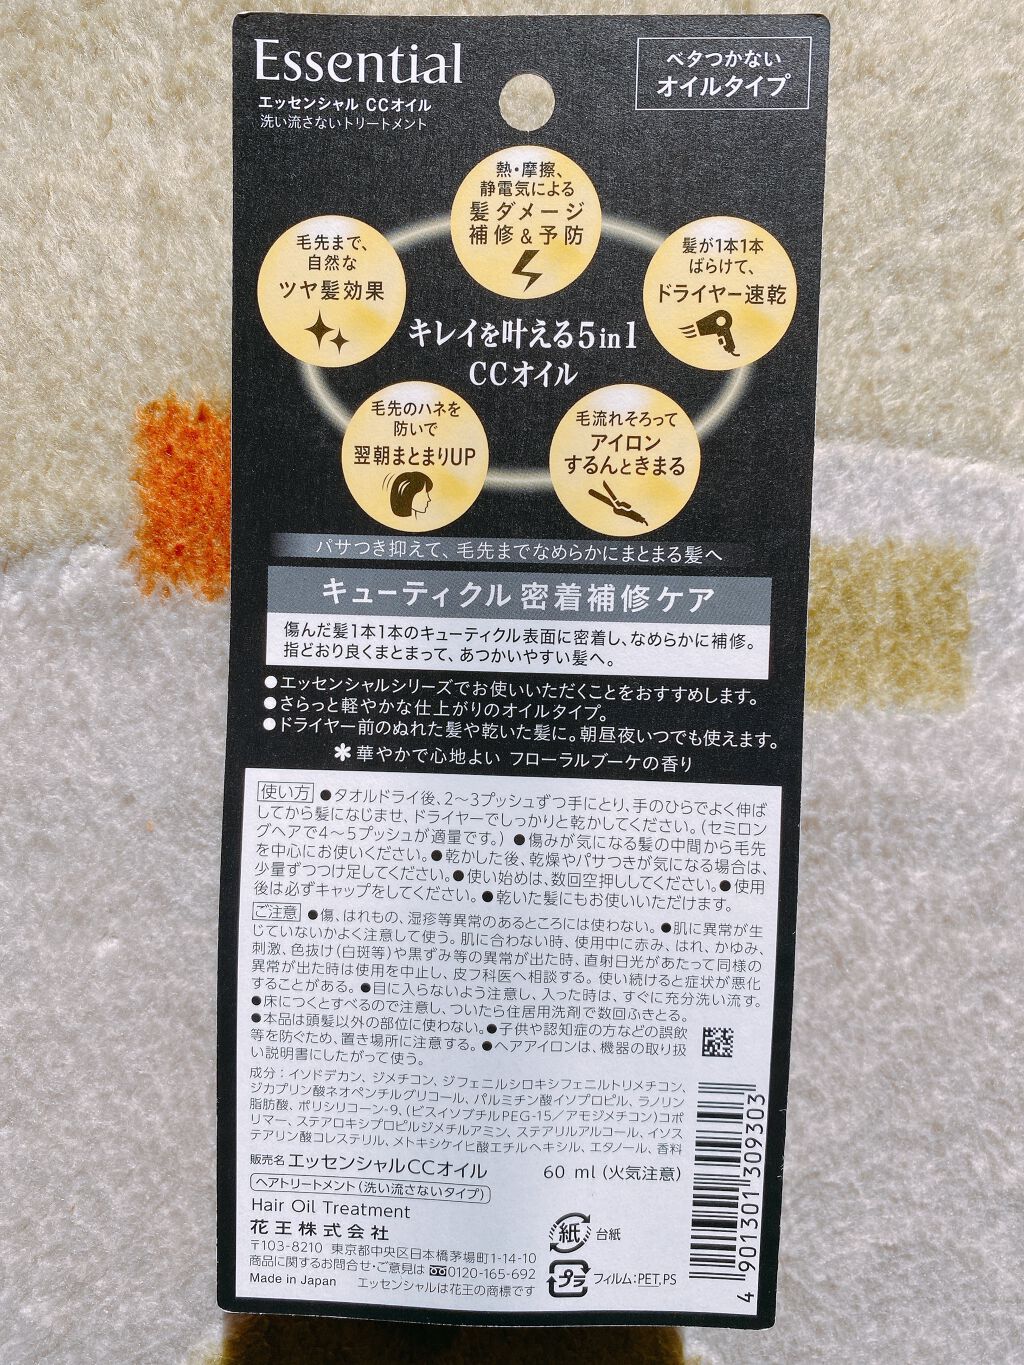 Essential
エッセンシャル CCオイル
洗い流さないトリートメント
ベタつかない
オイルタイプ
熱・摩擦、
静電気による
髪ダメージ
補修&予防
毛先まで、
自然な
ツヤ髪効果
髪が1本1本
ばらけて、
ドライヤー速乾
キレイを叶える5in1
CCオイル
毛先のハネを
防いで
翌朝まとまりUP
毛流れそろって
アイロン
するんときまる
パサつき抑えて、毛先までなめらかにまとまる髪へ
キューティクル 密着補修ケア
傷んだ髪1本1本のキューティクル表面に密着し、なめらかに補修。
指どおり良くまとまって、あつかいやすい髪へ。
●エッセンシャルシリーズでお使いいただくことをおすすめします。
●さらっと軽やかな仕上がりのオイルタイプ。
●ドライヤー前のぬれた髪や乾いた髪に。朝昼夜いつでも使えます。
✻華やかで心地よい フローラルブーケの香り
使い方 ●タオルドライ後、2〜3プッシュずつ手にとり、手のひらでよく伸ば
してから髪になじませ、ドライヤーでしっかりと乾かしてください。(セミロン
グヘアで4〜5プッシュが適量です。) ●傷みが気になる髪の中間から毛先
を中心にお使いください。●乾かした後、乾燥やパサつきが気になる場合は、
少量ずつつけ足してください。●使い始めは、数回空押ししてください。●使用
後は必ずキャップをしてください。●乾いた髪にもお使いいただけます。
ご注意 ●傷、はれもの、湿疹等異常のあるところには使わない。●肌に異常が生
じていないかよく注意して使う。肌に合わない時、使用中に赤み、はれ、かゆみ、
刺激、色抜け(白斑等)や黒ずみ等の異常が出た時、直射日光があたって同様の
異常が出た時は使用を中止し、皮フ科医へ相談する。使い続けると症状が悪化
することがある。●目に入らないよう注意し、入った時は、すぐに充分洗い流す。
●床につくとすべるので注意し、ついたら住居用洗剤で数回ふきとる。
●本品は頭髪以外の部位に使わない。●子供や認知症の方などの誤飲
等を防ぐため、置き場所に注意する。●ヘアアイロンは、機器の取り扱
い説明書にしたがって使う。
成分:イソドデカン、ジメチコン、ジフェニルシロキシフェニルトリメチコン、
ジカプリン酸ネオペンチルグリコール、パルミチン酸イソプロピル、ラノリン
脂肪酸、ポリシリコーン-9、(ビスイソブチルPEG-15/アモジメチコン)コポ
リマー、ステアロキシプロピルジメチルアミン、ステアリルアルコール、イソス
テアリン酸コレステリル、メトキシケイヒ酸エチルヘキシル、エタノール、香料
販売名 エッセンシャルCCオイル 60 ml(火気注意)
ヘアトリートメント(洗い流さないタイプ)
Hair Oil Treatment
花王株式会社
〒103-8210 東京都中央区日本橋茅場町1-14-10
商品に関するお問合せ・ご意見は 0120-165-692
Made in Japan エッセンシャルは花王の商標です
紙 台紙
プラ フィルム:PET,PS
4 901301 309303